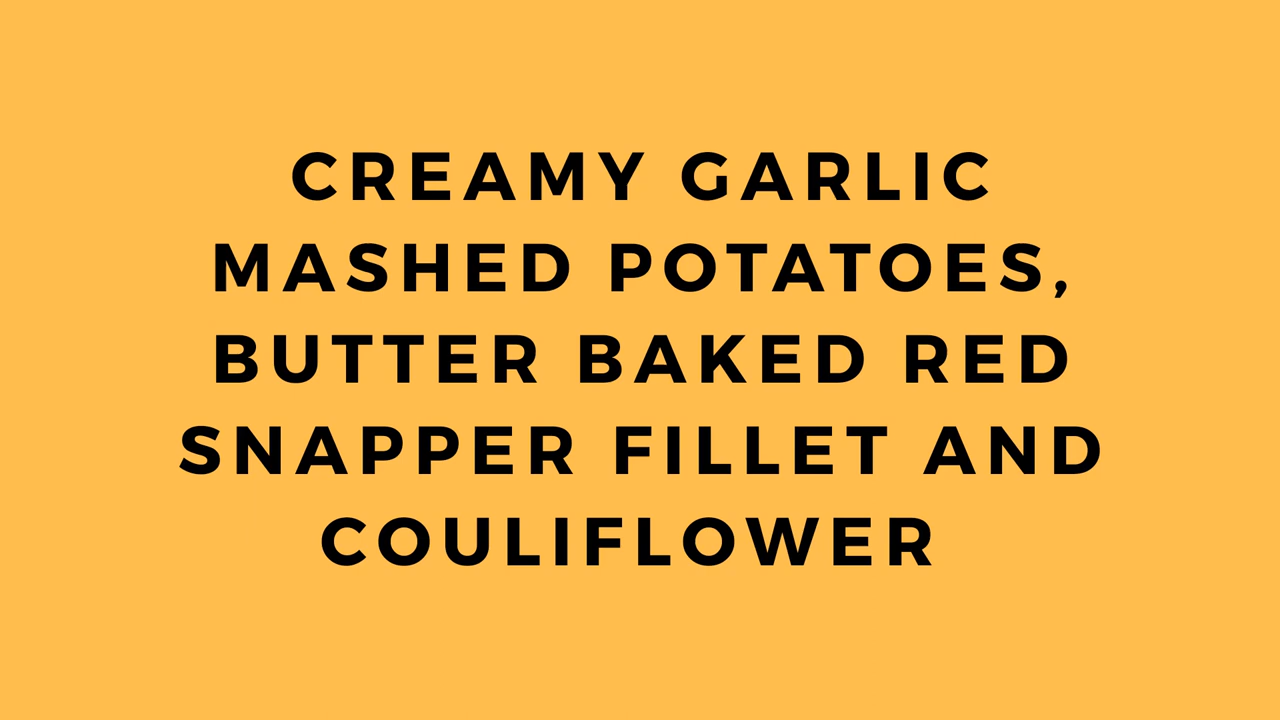 CREAMY GARLIC
MASHED POTATOES,
BUTTER BAKED RED
SNAPPER FILLET AND
COULIFLOWER